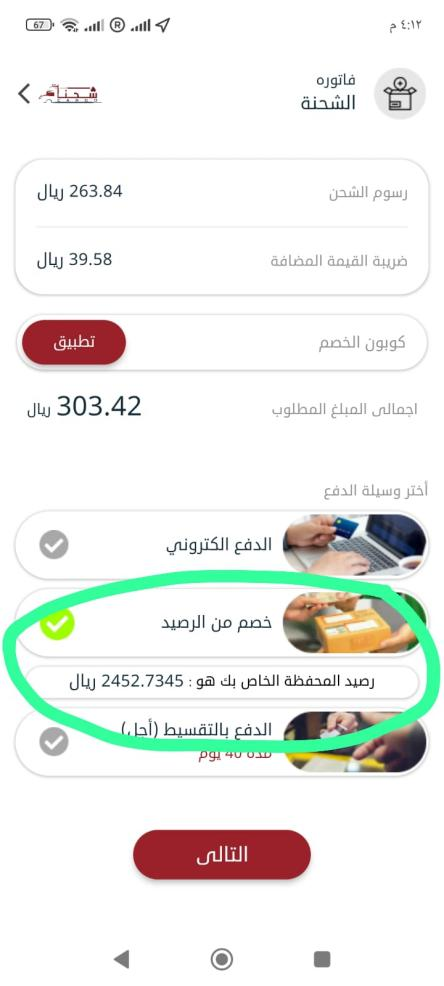 ٤:١٢ م
67
R
فاتوره
الشحنة
شحنة
رسوم الشحن
263.84 ريال
ضريبة القيمة المضافة
39.58 ريال
كوبون الخصم
تطبيق
اجمالى المبلغ المطلوب
303.42 ريال
أختر وسيلة الدفع
الدفع الكتروني
خصم من الرصيد
رصيد المحفظة الخاص بك هو : 2452.7345 ريال
الدفع بالتقسيط (أجل)
مدة 40 يوم
التالى